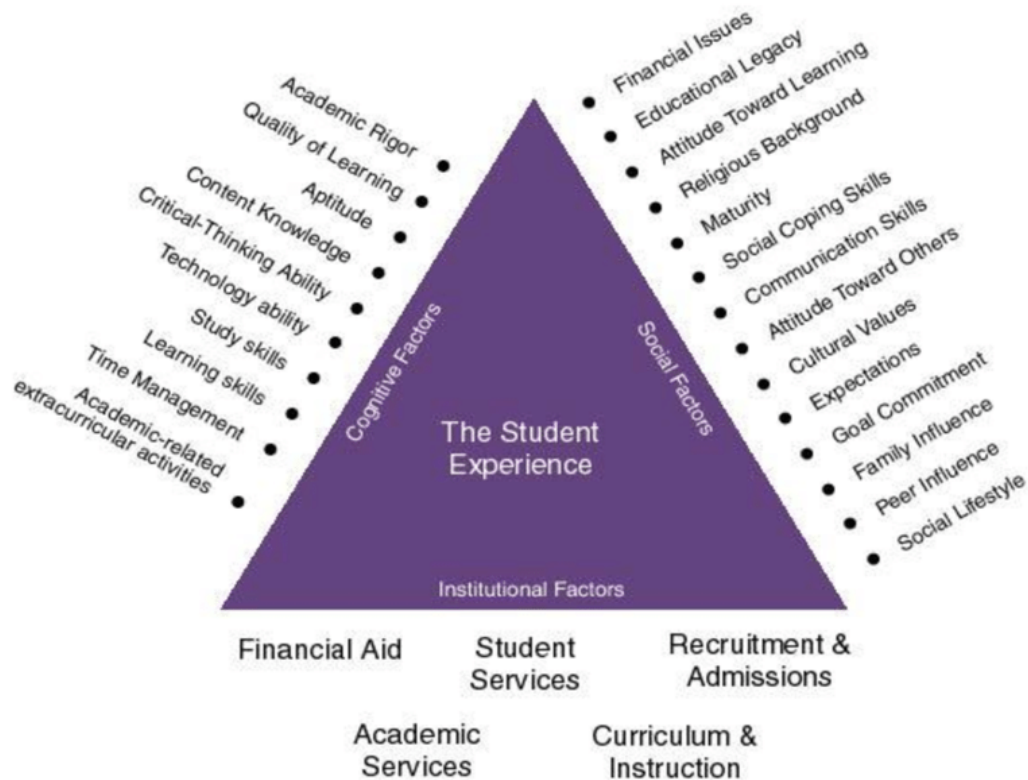 Academic Rigor
Quality of Learning
Aptitude
Content Knowledge
Critical-Thinking Ability
Technology ability
Study skills
Learning skills
Time Management
Academic-related
extracurricular activities
Cognitive Factors
Financial Issues
Educational Legacy
Attitude Toward Learning
Religious Background
Maturity
Social Coping Skills
Communication Skills
Attitude Toward Others
Cultural Values
Expectations
Goal Commitment
Family Influence
Peer Influence
Social Lifestyle
Social Factors
The Student
Experience
Institutional Factors
Financial Aid
Student
Services
Recruitment &
Admissions
Academic
Services
Curriculum &
Instruction